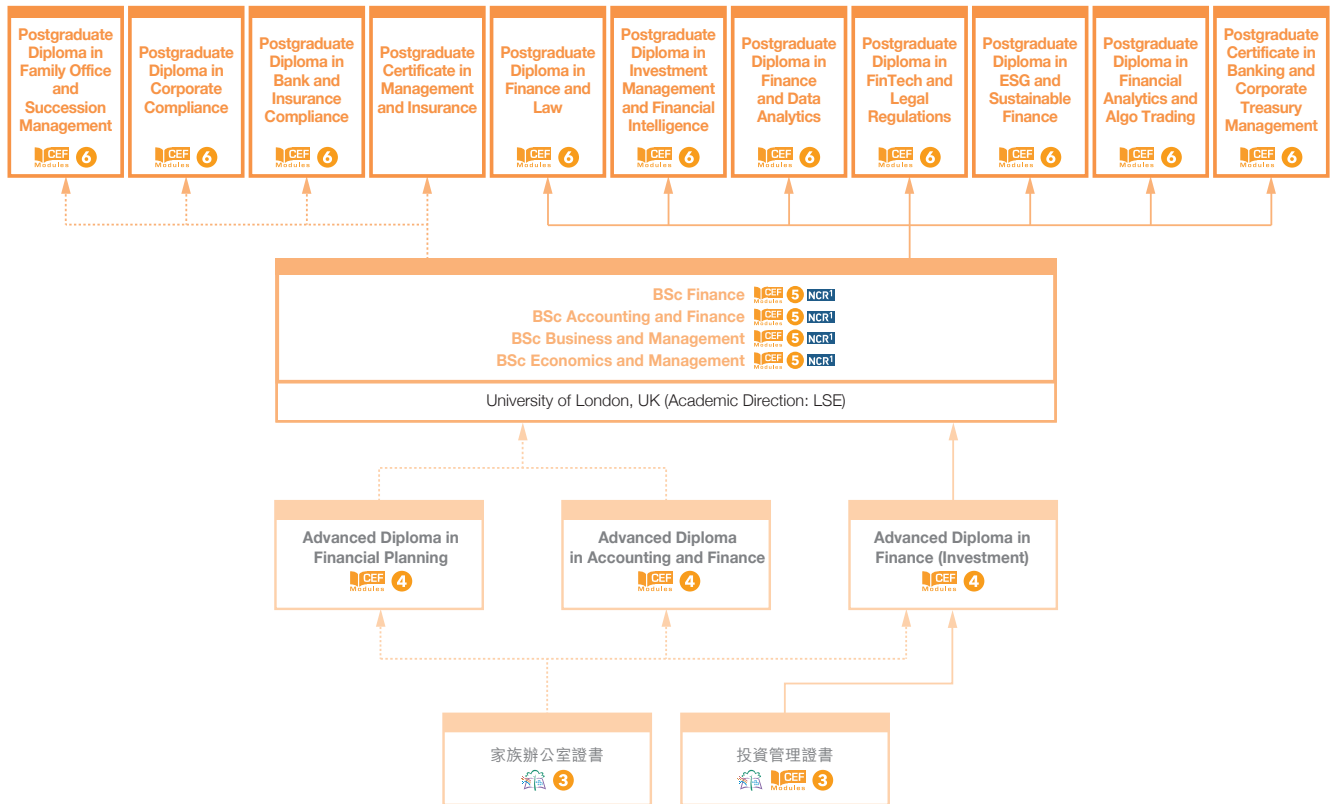 Postgraduate
Diploma in
Family Office
and
Succession
Management
CEF
Modules
6
Postgraduate
Diploma in
Corporate
Compliance
CEF
Modules
6
Postgraduate
Diploma in
Bank and
Insurance
Compliance
CEF
Modules
6
Postgraduate
Certificate in
Management
and Insurance
CEF
Modules
6
Postgraduate
Diploma in
Finance and
Law
CEF
Modules
6
Postgraduate
Diploma in
Investment
Management
and Financial
Intelligence
CEF
Modules
6
Postgraduate
Diploma in
Finance
and Data
Analytics
CEF
Modules
6
Postgraduate
Diploma in
FinTech and
Legal
Regulations
CEF
Modules
6
Postgraduate
Diploma in
ESG and
Sustainable
Finance
CEF
Modules
6
Postgraduate
Diploma in
Financial
Analytics and
Algo Trading
CEF
Modules
6
Postgraduate
Certificate in
Banking and
Corporate
Treasury
Management
CEF
Modules
6
BSc Finance CEF Modules 5 NCR1
BSc Accounting and Finance CEF Modules 5 NCR1
BSc Business and Management CEF Modules 5 NCR1
BSc Economics and Management CEF Modules 5 NCR1
University of London, UK (Academic Direction: LSE)
Advanced Diploma in
Financial Planning
CEF
Modules
4
Advanced Diploma
in Accounting and Finance
CEF
Modules
4
Advanced Diploma in
Finance (Investment)
CEF
Modules
4
家族辦公室證書
3
投資管理證書
CEF
Modules
3